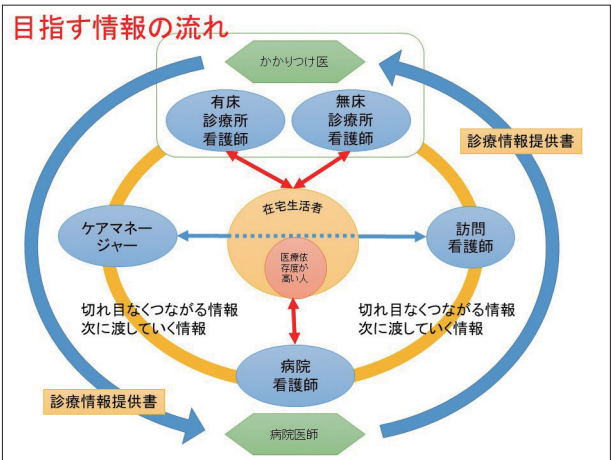 目指す情報の流れ
かかりつけ医
有床
診療所
看護師
無床
診療所
看護師
診療情報提供書
在宅生活者
ケアマネー
ジャー
訪問
看護師
医療依
存度が
高い人
切れ目なくつながる情報
次に渡していく情報
切れ目なくつながる情報
次に渡していく情報
病院
看護師
診療情報提供書
病院医師